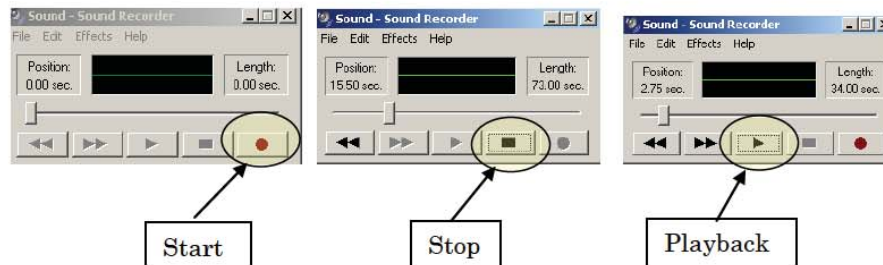 Sound - Sound Recorder
File Edit Effects Help
Position:
0.00 sec.
Length:
0.00 sec.
Start
Sound - Sound Recorder
File Edit Effects Help
Position:
15.50 sec.
Length:
73.00 sec.
Stop
Sound - Sound Recorder
File Edit Effects Help
Position:
2.75 sec.
Length:
34.00 sec.
Playback